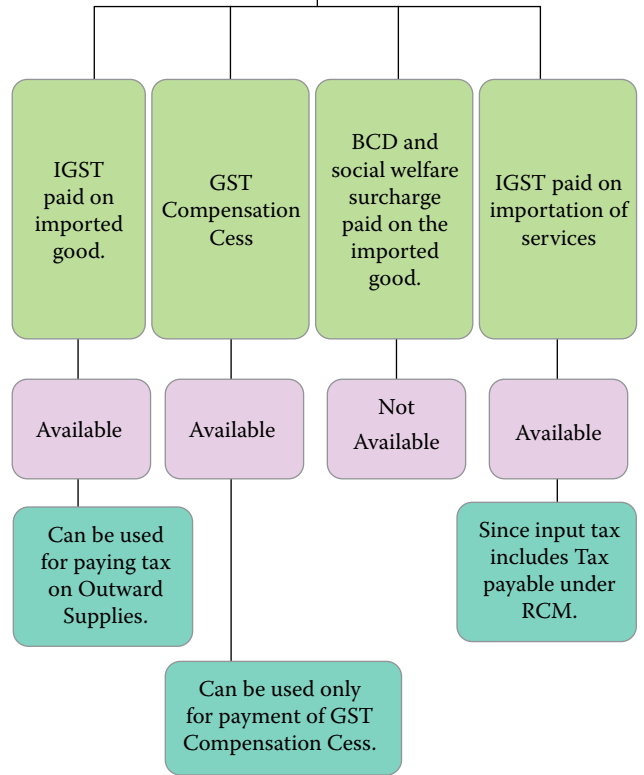 IGST
paid on
imported
good.
GST
Compensation
Cess
BCD and
social welfare
surcharge
paid on the
imported
good.
IGST paid on
importation of
services
Available
Available
Not
Available
Available
Can be used
for paying tax
on Outward
Supplies.
Since input tax
includes Tax
payable under
RCM.
Can be used only
for payment of GST
Compensation Cess.